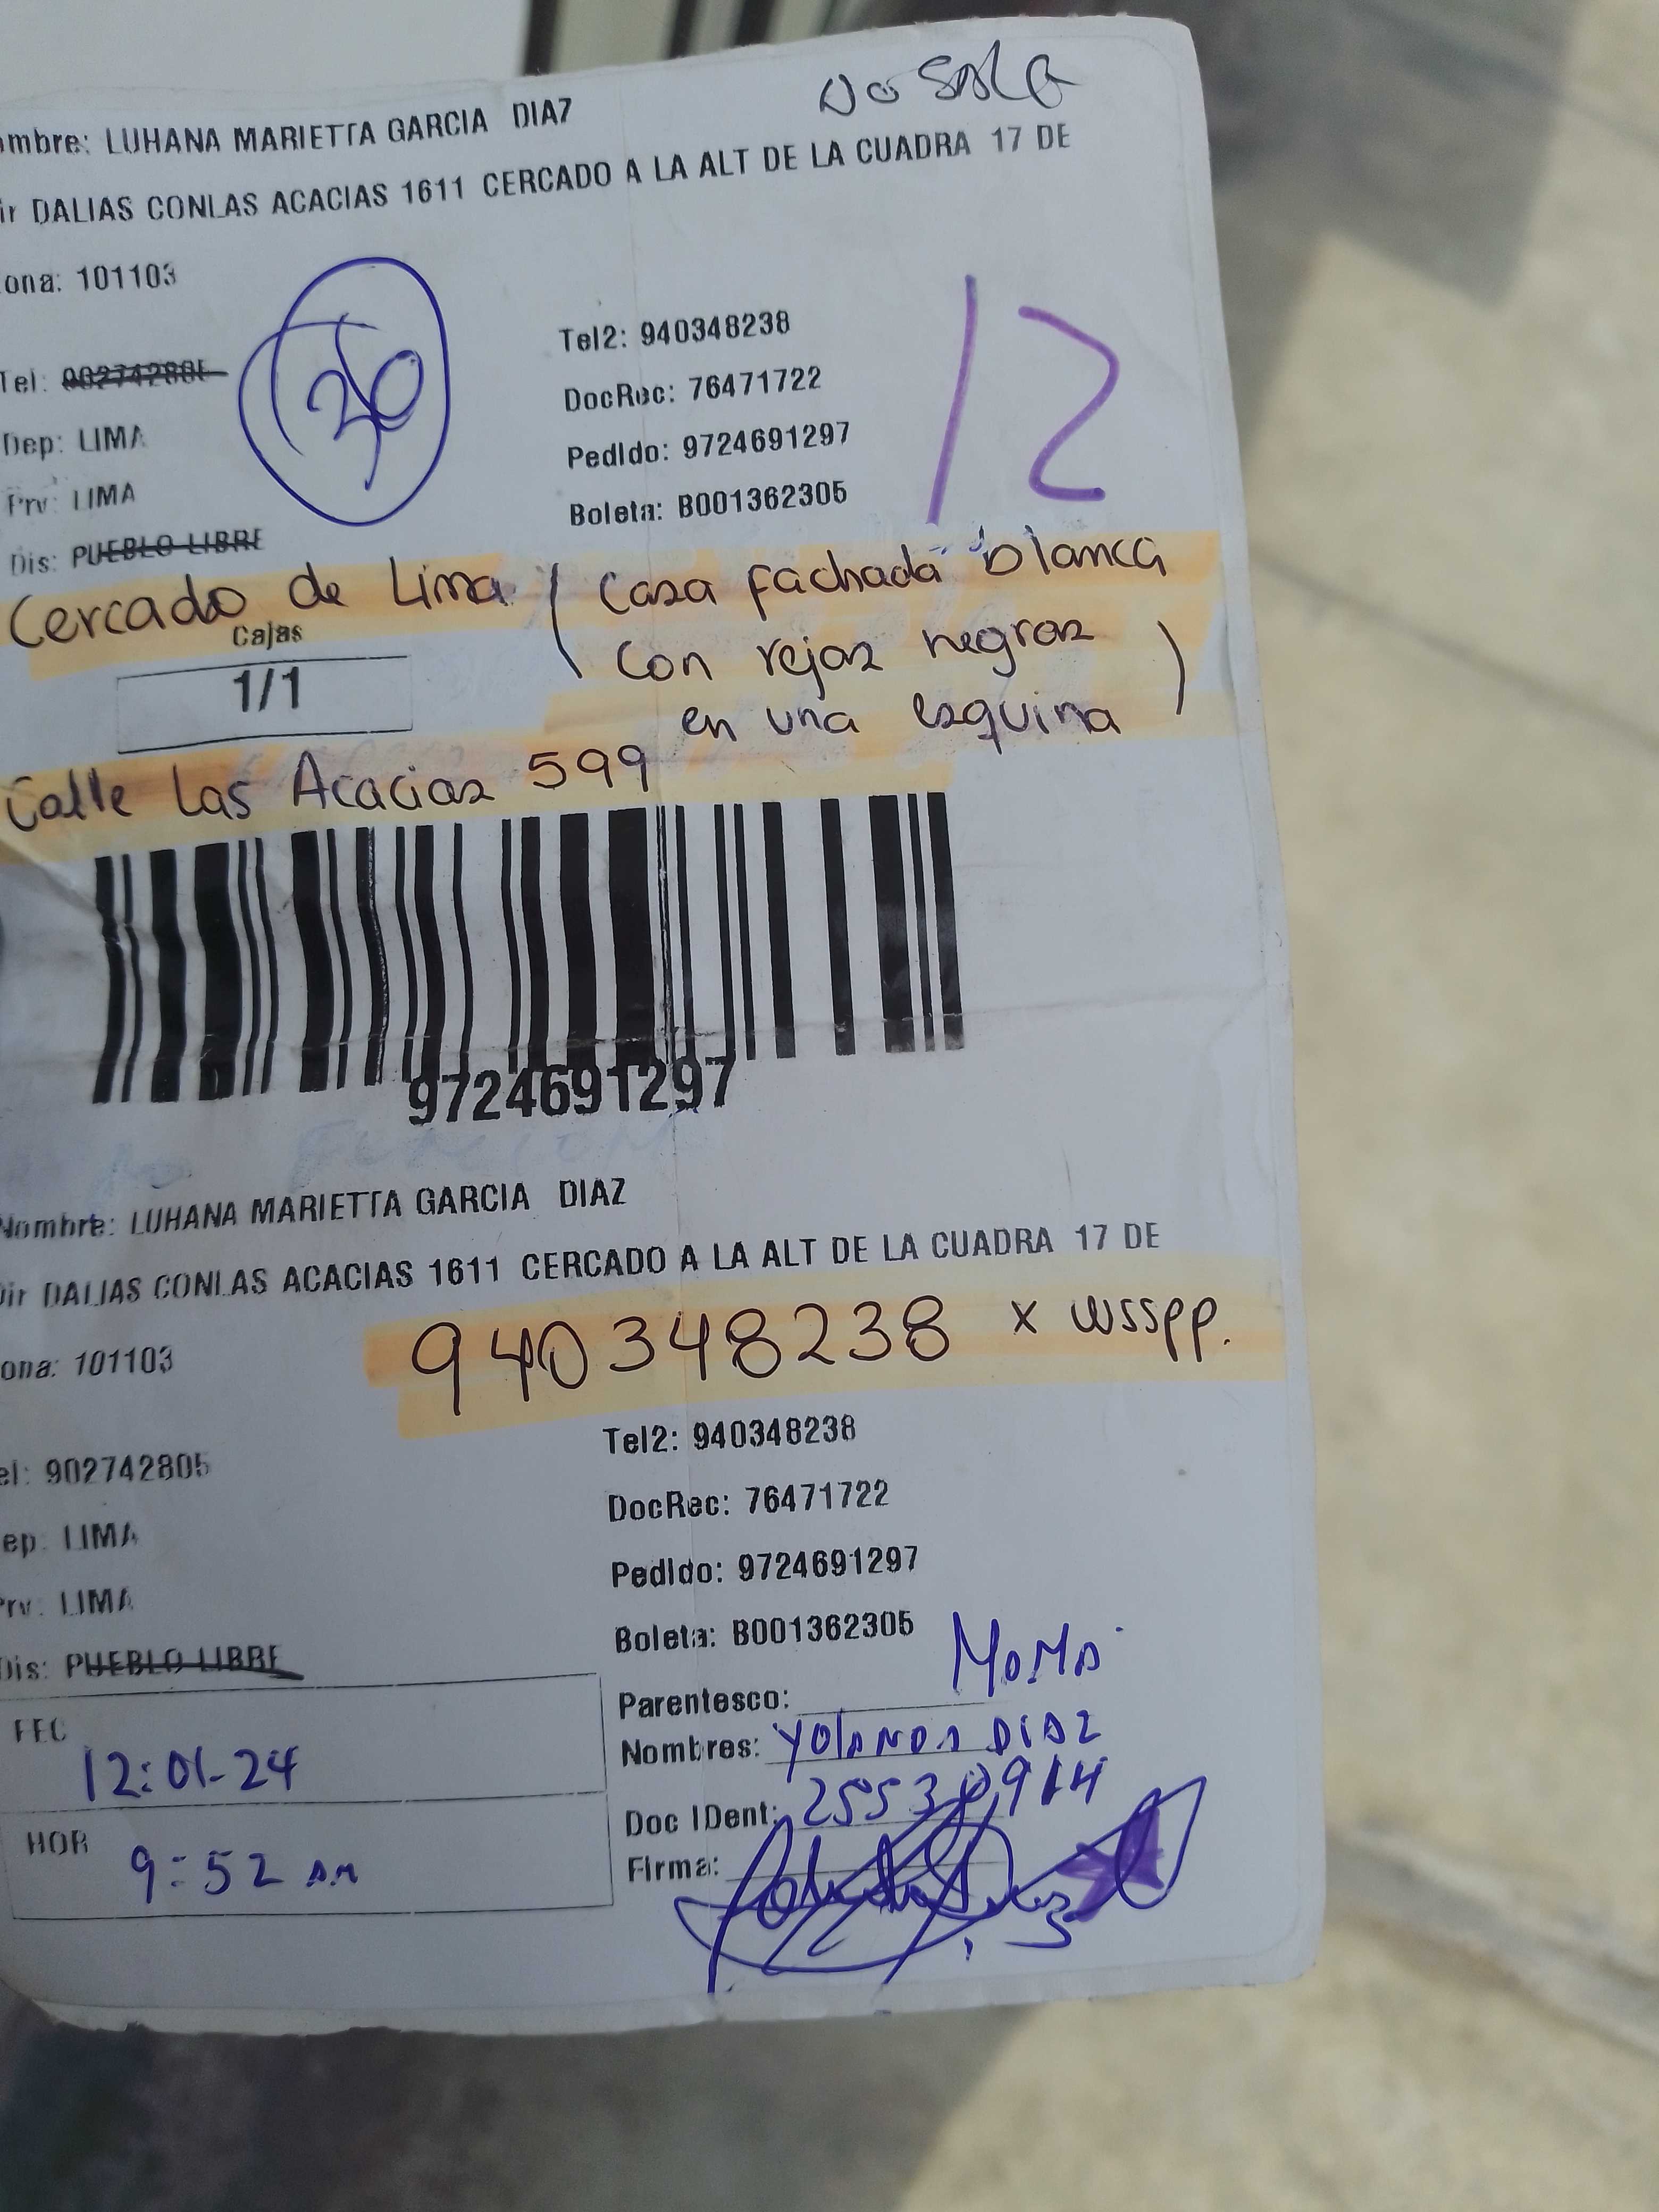 No SALE
ombre: LUHANA MARIETTA GARCIA DIAZ
ir DALIAS CONLAS ACACIAS 1611 CERCADO A LA ALT DE LA CUADRA 17 DE
ona: 101103
12
Tel2: 940348238
Tel: 902742805
DocRec: 76471722
Dep: LIMA
PedIdo: 9724691297
Prv: LIMA
Boleta: B001362305
Dis: PUEBLO LIBRE
Cercado de Lima (Casa fachada blanca
con rejas negras
en una esquina)
Cajas
1/1
Calle Las Acacias 599
9724691297
Nombre: LUHANA MARIETTA GARCIA DIAZ
Dir DALIAS CONLAS ACACIAS 1611 CERCADO A LA ALT DE LA CUADRA 17 DE
940348238 x wsspp.
ona: 101103
Tel2: 940348238
el: 902742805
DocRec: 76471722
ep: LIMA
PedIdo: 9724691297
rv: LIMA
Boleta: B001362305
Dis: PUEBLO LIBRE
Parentesco: MAMA
FEC
12:01-24
Nombres: YOLANDA DIAZ
Doc IDent:
HOR
9:52 AM
Firma: